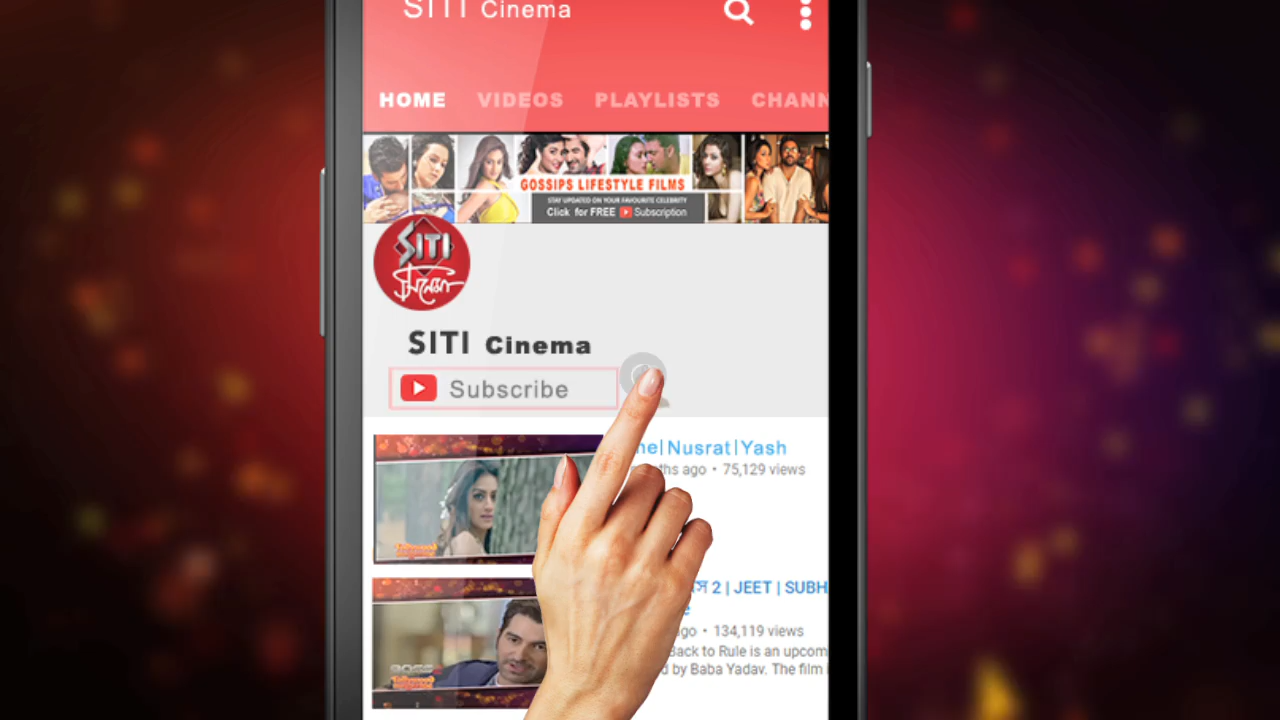 SITI Cinema
HOME VIDEOS PLAYLISTS CHANN
GOSSIPS LIFESTYLE FILMS
STAY UPDATED ON YOUR FAVOURITE CELEBRITY
Click for FREE Subscription
SITI
সিনেমা
SITI Cinema
Subscribe
ne|Nusrat|Yash
ths ago • 75,129 views
2 | JEET | SUBH
e
ago • 134,119 views
Back to Rule is an upcom
d by Baba Yadav. The film